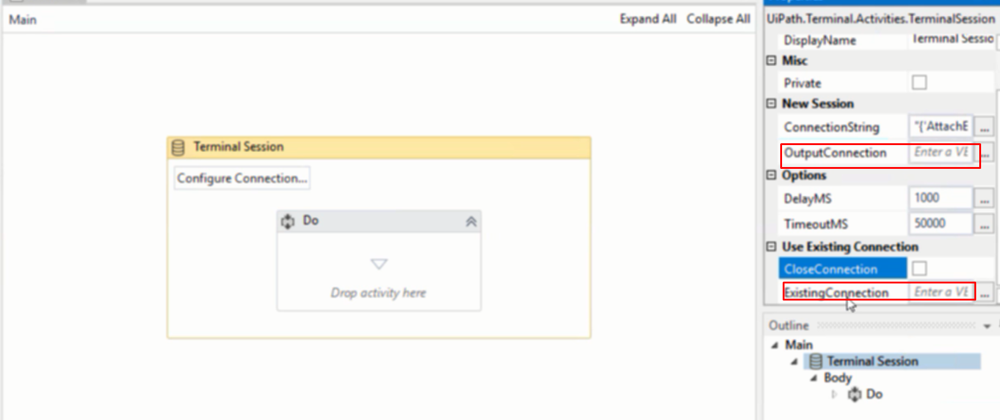 Main
Expand All Collapse All
Terminal Session
Configure Connection...
Do
Drop activity here
UiPath.Terminal.Activities.TerminalSession
DisplayName Terminal Sessio
Misc
Private
New Session
ConnectionString "{'AttachE ...
OutputConnection Enter a VB ...
Options
DelayMS 1000 ...
TimeoutMS 50000 ...
Use Existing Connection
CloseConnection
ExistingConnection Enter a VB ...
Outline
Main
Terminal Session
Body
Do